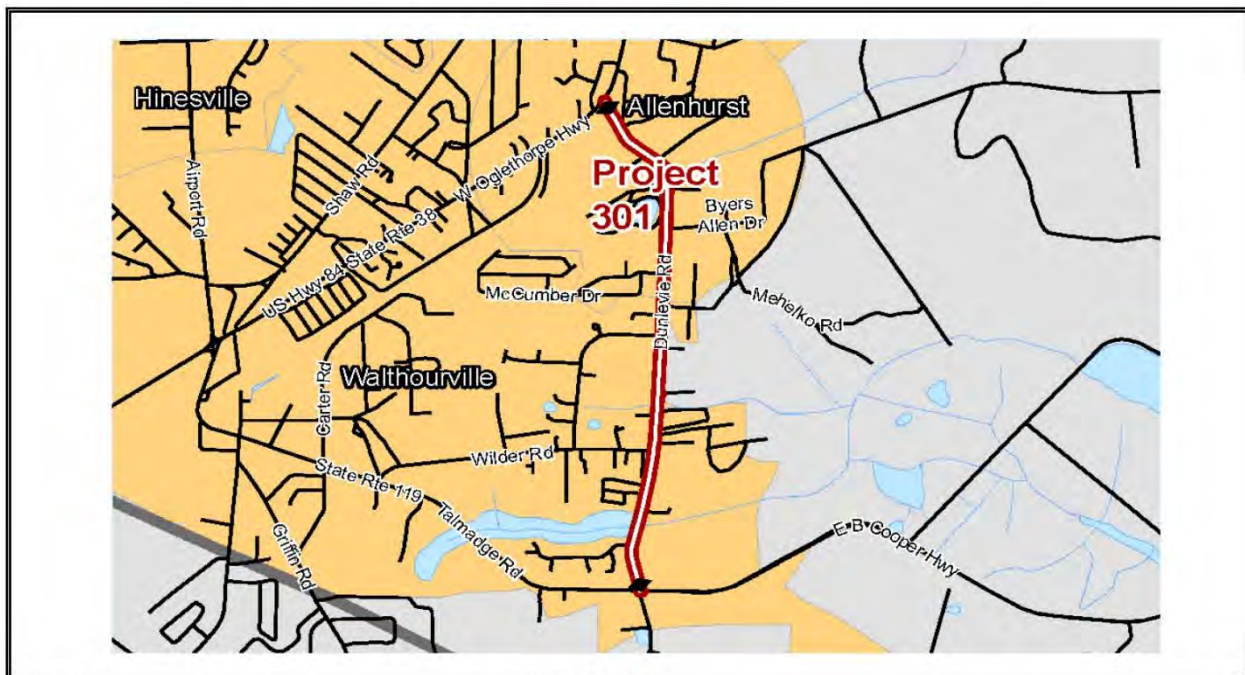 Hinesville
Allenhurst
W Oglethorpe Hwy
Shaw Rd
Airport Rd
Project
301
Byers
Allen Dr
US Hwy 84 State Rte 38
McCumber Dr
Dunlevie Rd
Mehelko Rd
Walthourville
Carter Rd
Wilder Rd
State Rte 119
Talmadge Rd
Griffin Rd
E B Cooper Hwy